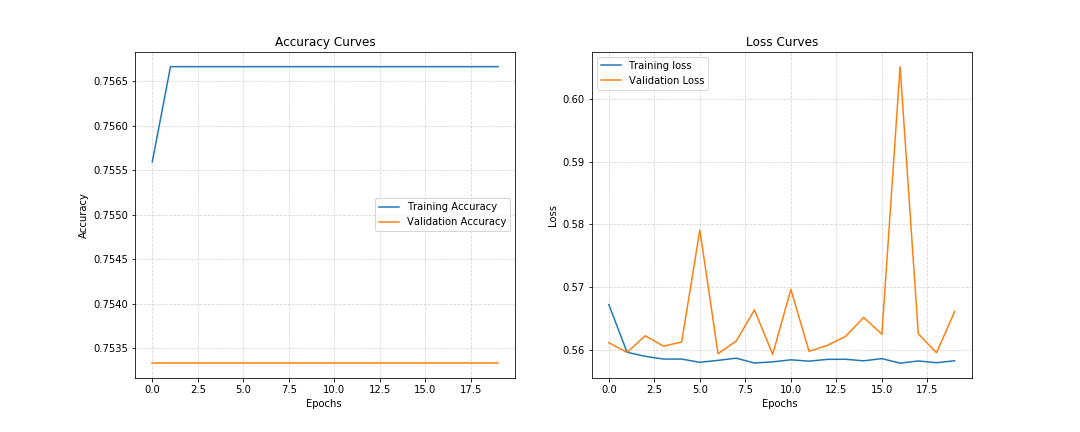 Accuracy Curves
Accuracy
0.7565
0.7560
0.7555
0.7550
0.7545
0.7540
0.7535
Training Accuracy
Validation Accuracy
0.0 2.5 5.0 7.5 10.0 12.5 15.0 17.5
Epochs
Loss Curves
Loss
Training loss
Validation Loss
0.60
0.59
0.58
0.57
0.56
0.0 2.5 5.0 7.5 10.0 12.5 15.0 17.5
Epochs